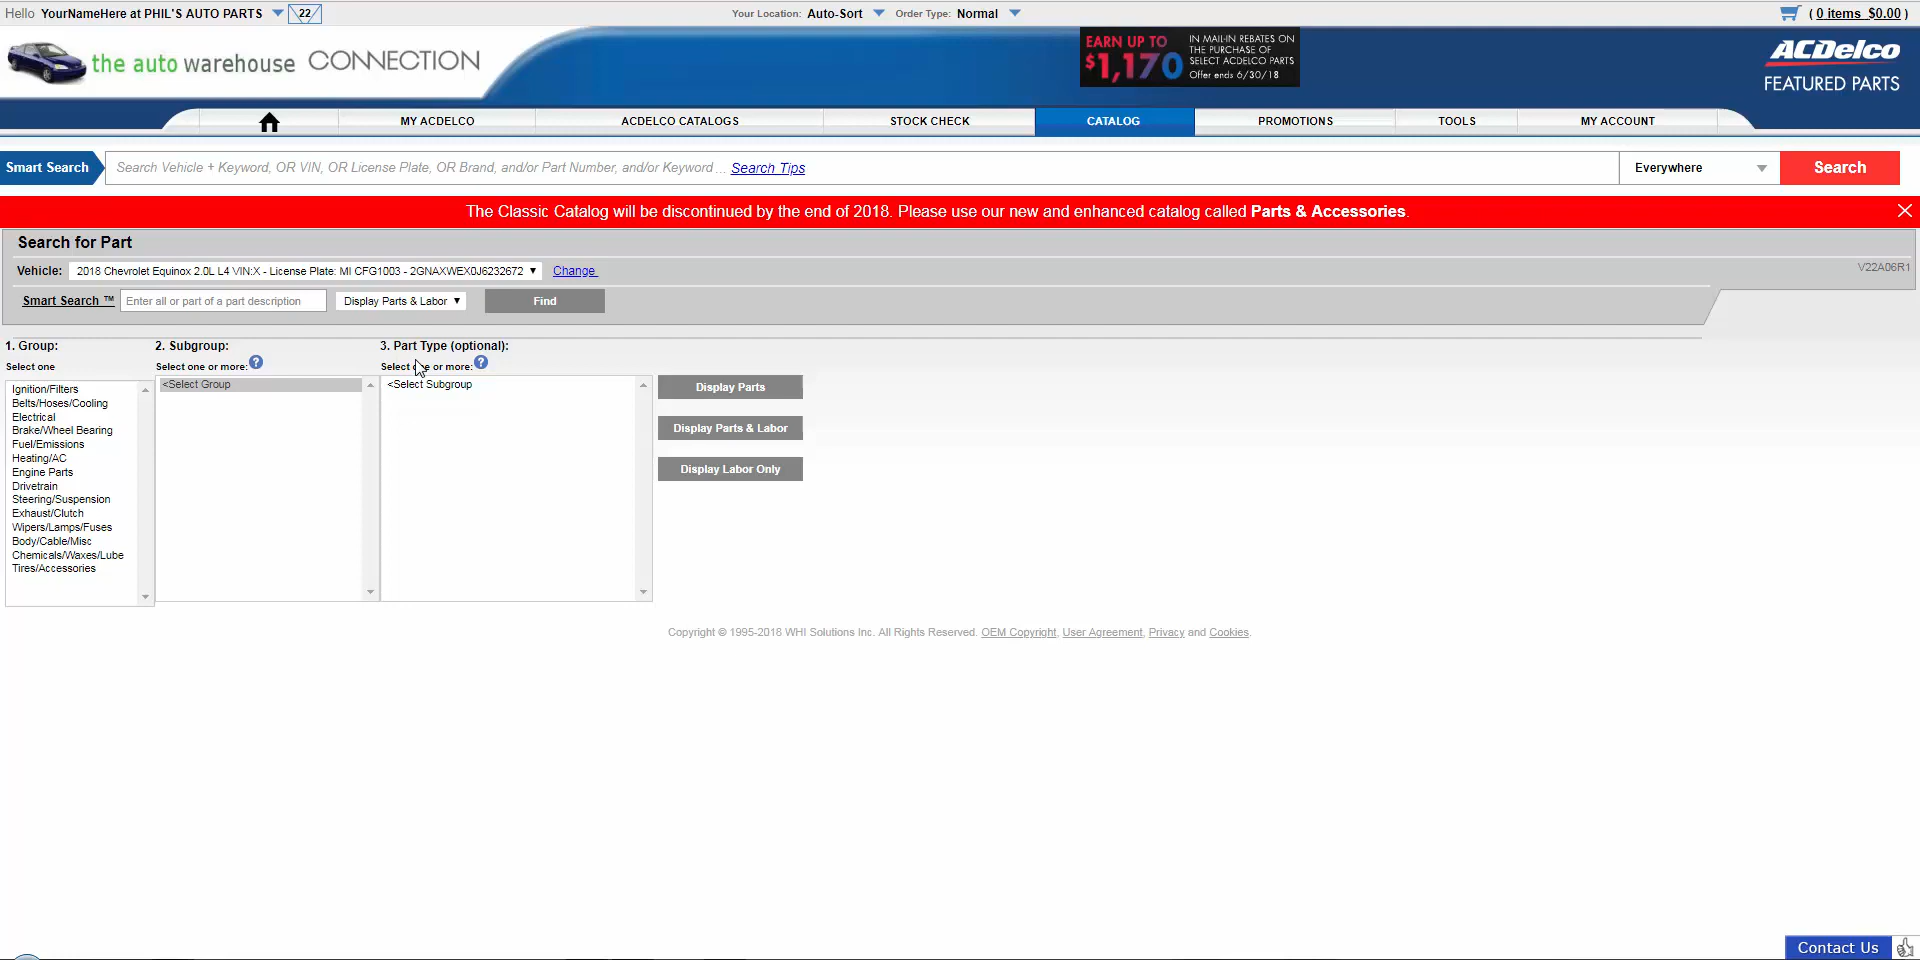 Hello YourNameHere at PHIL'S AUTO PARTS 22 Your Location: Auto-Sort Order Type: Normal ( 0 items $0.00 )
the auto warehouse CONNECTION
EARN UP TO $1,170
IN MAIL-IN REBATES ON
THE PURCHASE OF
SELECT ACDELCO PARTS
Offer ends 6/30/18
ACDelco
FEATURED PARTS
MY ACDELCO ACDELCO CATALOGS STOCK CHECK CATALOG PROMOTIONS TOOLS MY ACCOUNT
Smart Search Search Vehicle + Keyword, OR VIN, OR License Plate, OR Brand, and/or Part Number, and/or Keyword ... Search Tips Everywhere Search
The Classic Catalog will be discontinued by the end of 2018. Please use our new and enhanced catalog called Parts & Accessories.
Search for Part
Vehicle: 2018 Chevrolet Equinox 2.0L L4 VIN:X - License Plate: MI CFG1003 - 2GNAXWEX0J6232672 Change V22A06R1
Smart Search ™ Enter all or part of a part description Display Parts & Labor Find
1. Group: 2. Subgroup: 3. Part Type (optional):
Select one Select one or more: ? Select one or more: ?
<Select Group <Select Subgroup
Ignition/Filters
Belts/Hoses/Cooling
Electrical
Brake/Wheel Bearing
Fuel/Emissions
Heating/AC
Engine Parts
Drivetrain
Steering/Suspension
Exhaust/Clutch
Wipers/Lamps/Fuses
Body/Cable/Misc
Chemicals/Waxes/Lube
Tires/Accessories
Display Parts
Display Parts & Labor
Display Labor Only
Copyright © 1995-2018 WHI Solutions Inc. All Rights Reserved. OEM Copyright, User Agreement, Privacy and Cookies.
Contact Us